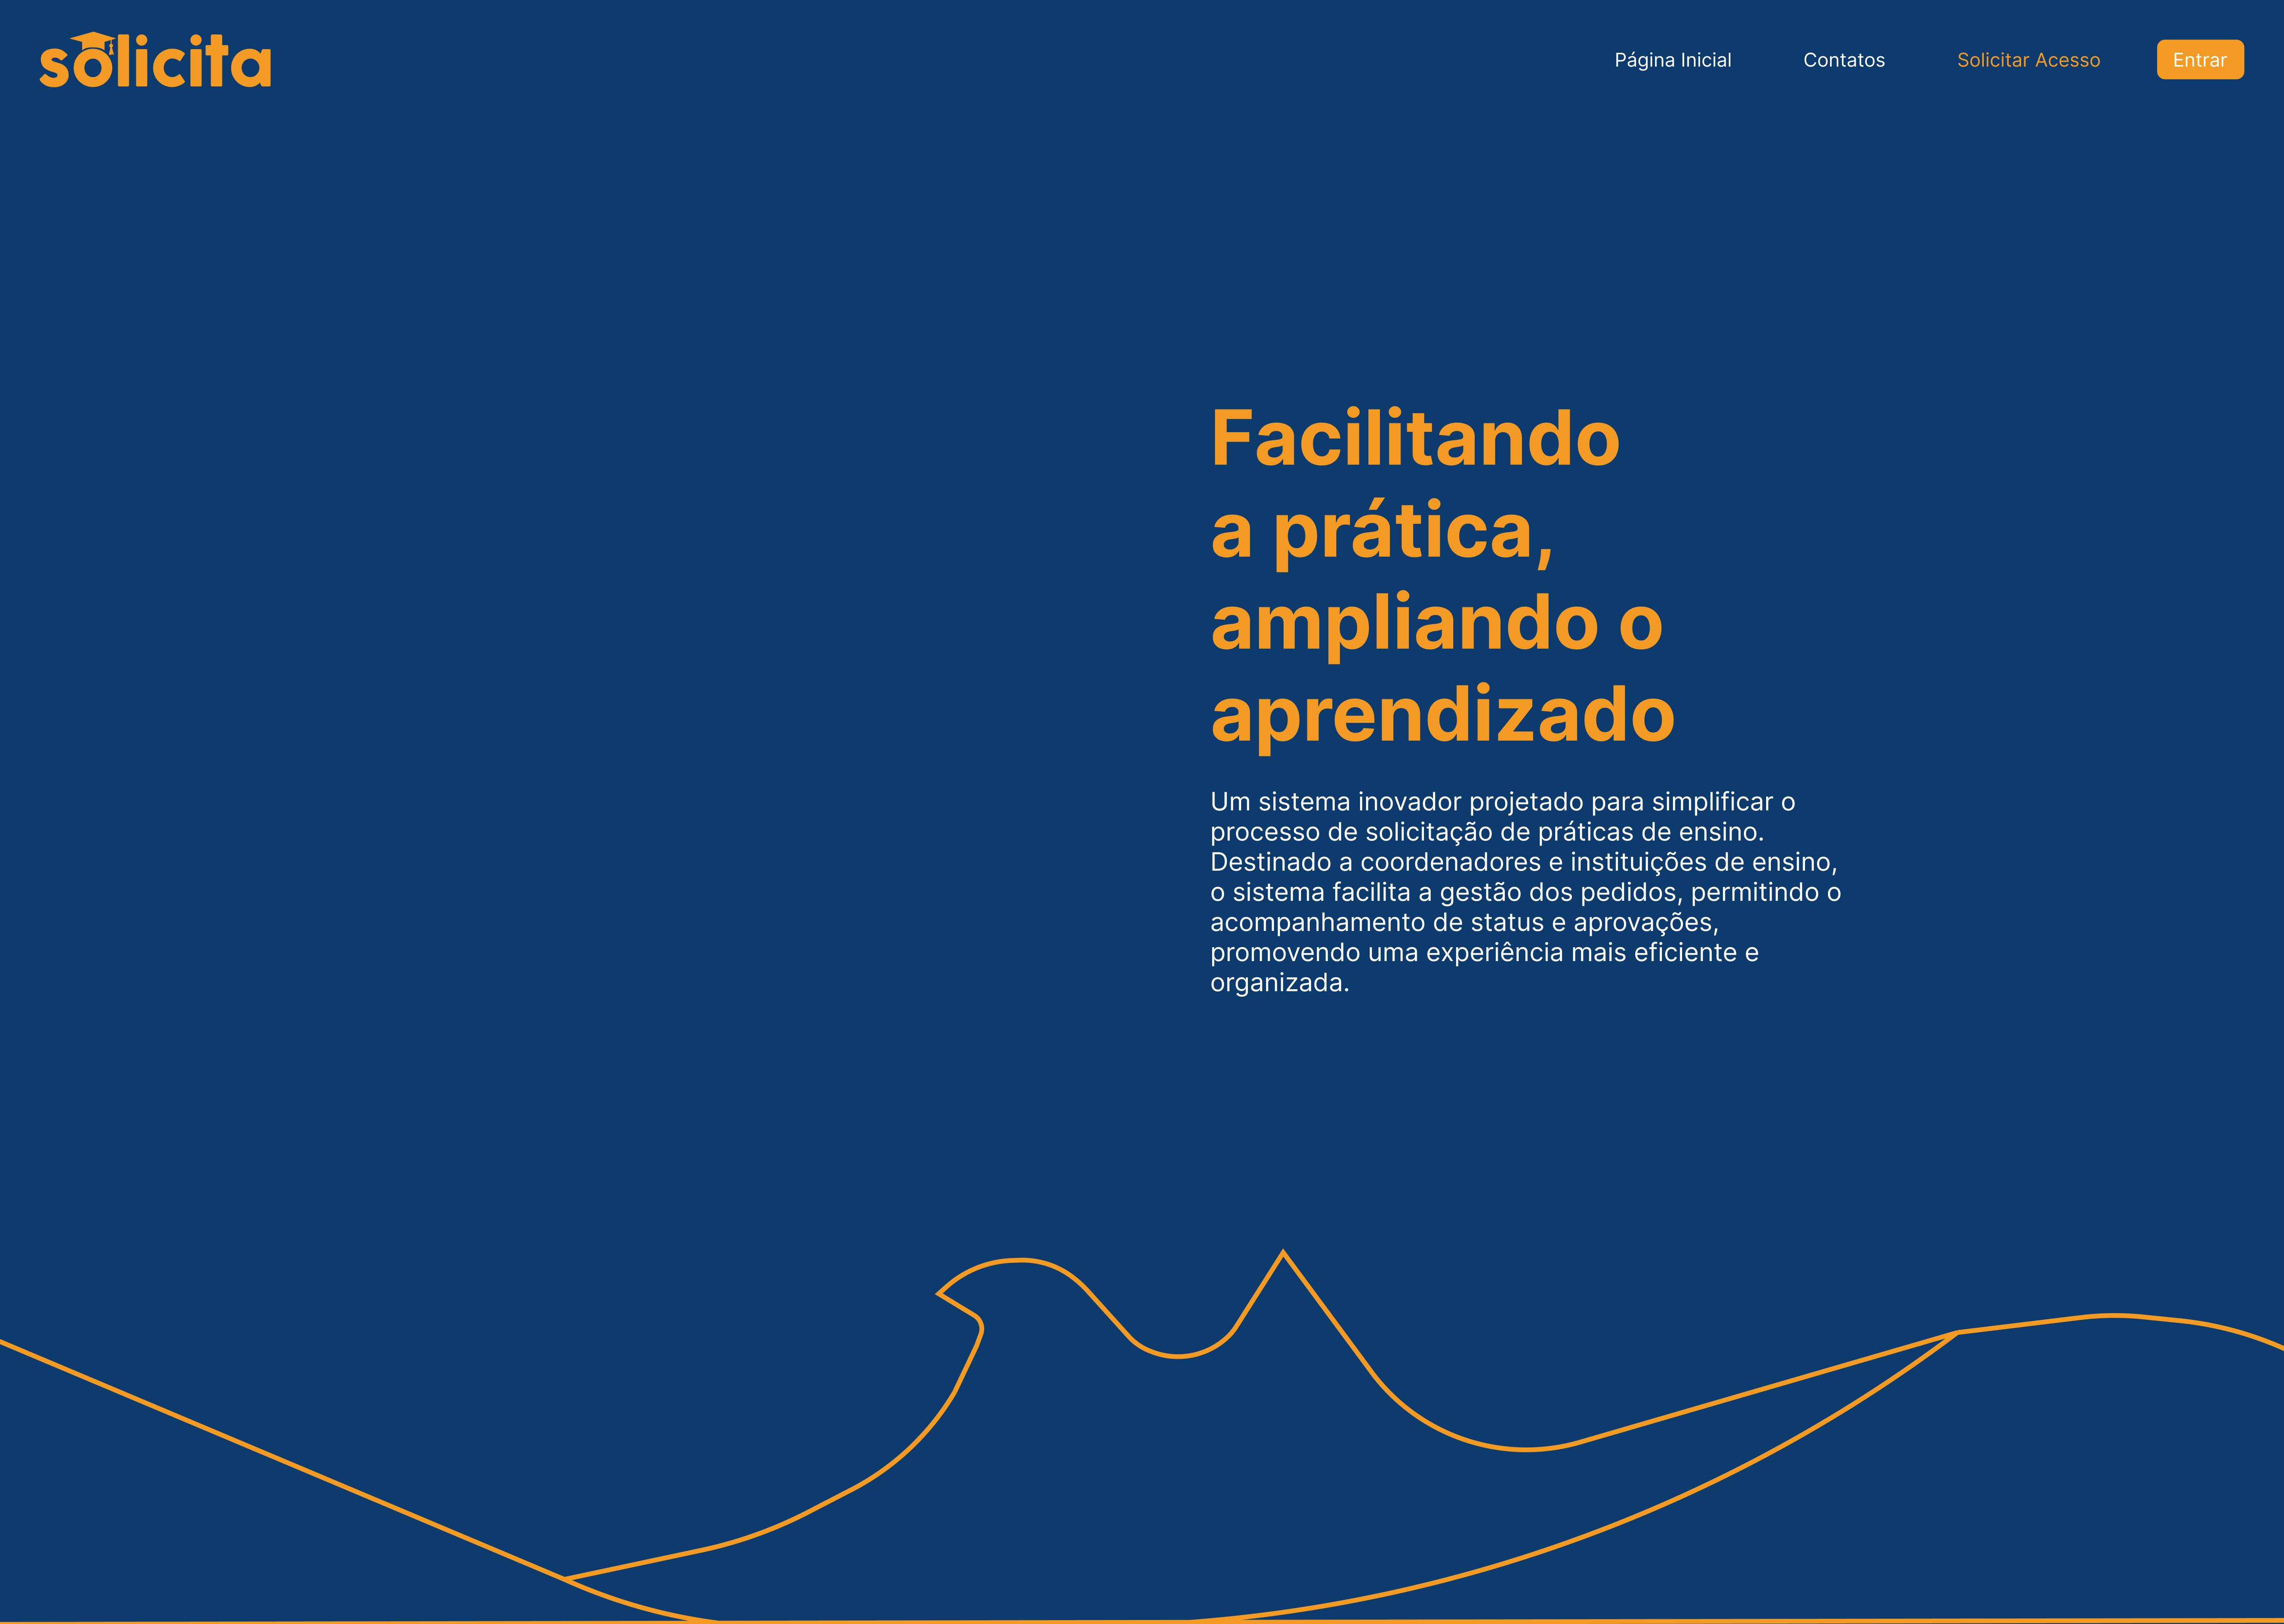 solicita
Página Inicial
Contatos
Solicitar Acesso
Entrar
Facilitando
a prática,
ampliando o
aprendizado
Um sistema inovador projetado para simplificar o
processo de solicitação de práticas de ensino.
Destinado a coordenadores e instituições de ensino,
o sistema facilita a gestão dos pedidos, permitindo o
acompanhamento de status e aprovações,
promovendo uma experiência mais eficiente e
organizada.